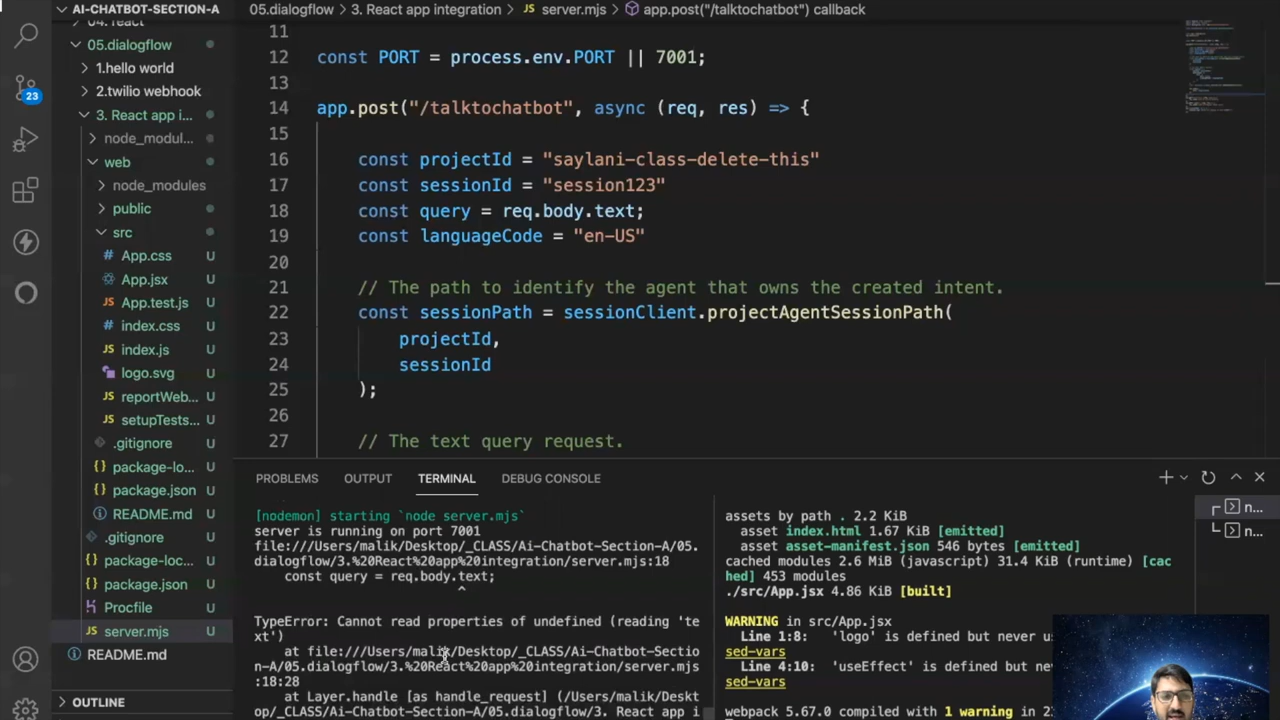 AI-CHATBOT-SECTION-A
05.dialogflow > 3. React app integration > JS server.mjs > app.post("/talktochatbot") callback
04. react
05.dialogflow
1.hello world
2.twilio webhook
3. React app i...
node_modul...
web
node_modules
public
src
# App.css U
App.jsx U
JS App.test.js U
# index.css U
JS index.js U
logo.svg U
JS reportWeb... U
JS setupTests... U
.gitignore U
{} package-lo... U
{} package.json U
README.md U
.gitignore U
{} package-loc... U
{} package.json U
Procfile U
JS server.mjs U
README.md
OUTLINE
23
11
12 const PORT = process.env.PORT || 7001;
13
14 app.post("/talktochatbot", async (req, res) => {
15
16 const projectId = "saylani-class-delete-this"
17 const sessionId = "session123"
18 const query = req.body.text;
19 const languageCode = "en-US"
20
21 // The path to identify the agent that owns the created intent.
22 const sessionPath = sessionClient.projectAgentSessionPath(
23 projectId,
24 sessionId
25 );
26
27 // The text query request.
PROBLEMS OUTPUT TERMINAL DEBUG CONSOLE
[nodemon] starting `node server.mjs`
server is running on port 7001
file:///Users/malik/Desktop/_CLASS/Ai-Chatbot-Section-A/05.
dialogflow/3.%20React%20app%20integration/server.mjs:18
const query = req.body.text;
^
TypeError: Cannot read properties of undefined (reading 'te
xt')
at file:///Users/malik/Desktop/_CLASS/Ai-Chatbot-Sectio
n-A/05.dialogflow/3.%20React%20app%20integration/server.mjs
:18:28
at Layer.handle [as handle_request] (/Users/malik/Deskt
op/_CLASS/Ai-Chatbot-Section-A/05.dialogflow/3. React app i
assets by path . 2.2 KiB
asset index.html 1.67 KiB [emitted]
asset asset-manifest.json 546 bytes [emitted]
cached modules 2.6 MiB (javascript) 31.4 KiB (runtime) [cac
hed] 453 modules
./src/App.jsx 4.86 KiB [built]
WARNING in src/App.jsx
Line 1:8: 'logo' is defined but never u
sed-vars
Line 4:10: 'useEffect' is defined but nev
sed-vars
webpack 5.67.0 compiled with 1 warning in 2
n...
n...